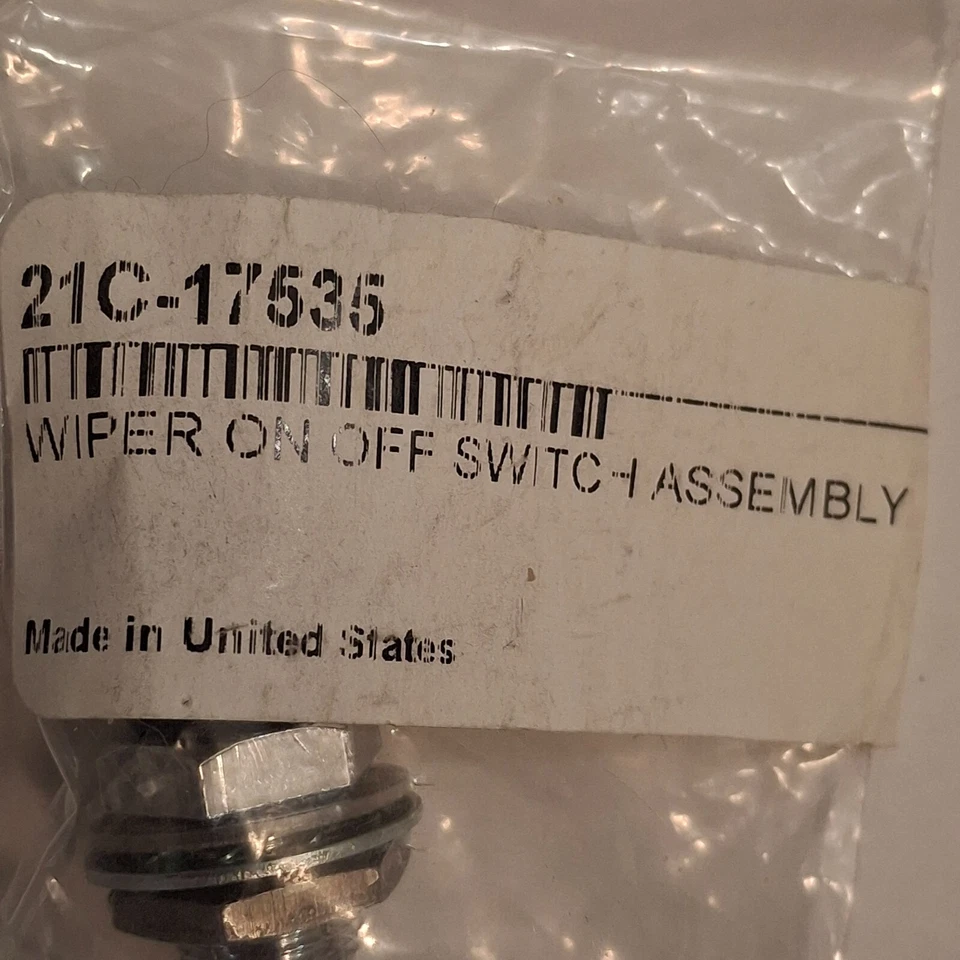 21C-17535
WIPER ON OFF SWITCH ASSEMBLY
Made in United States